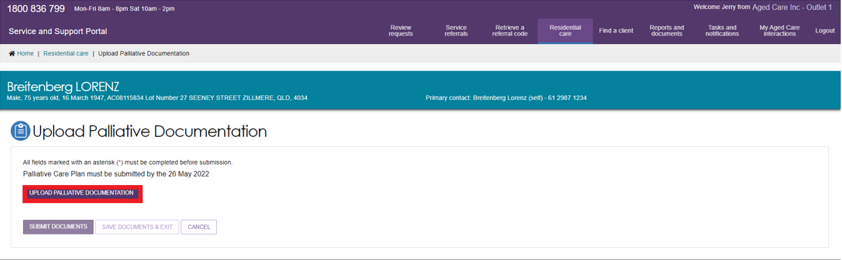 1800 836 799 Mon-Fri 8am - 8pm Sat 10am - 2pm
Welcome Jerry from Aged Care Inc - Outlet 1
Service and Support Portal
Review requests
Service referrals
Retrieve a referral code
Residential care
Find a client
Reports and documents
Tasks and notifications
My Aged Care interactions
Logout
Home | Residential care | Upload Palliative Documentation
Breitenberg LORENZ
Male, 75 years old, 16 March 1947, AC08115834 Lot Number 27 SEENEY STREET ZILLMERE, QLD, 4034
Primary contact: Breitenberg Lorenz (self) - 61 2987 1234
Upload Palliative Documentation
All fields marked with an asterisk (*) must be completed before submission.
Palliative Care Plan must be submitted by the 26 May 2022
UPLOAD PALLIATIVE DOCUMENTATION
SUBMIT DOCUMENTS
SAVE DOCUMENTS & EXIT
CANCEL